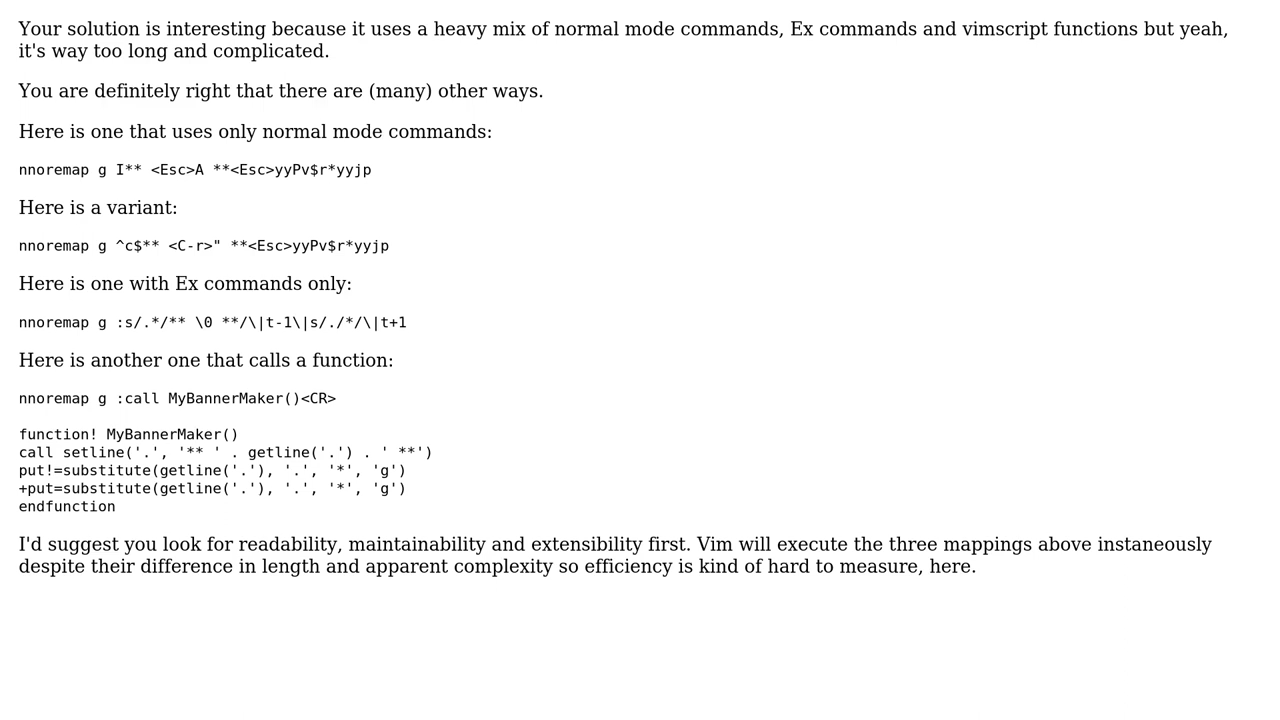 Your solution is interesting because it uses a heavy mix of normal mode commands, Ex commands and vimscript functions but yeah,
it's way too long and complicated.
You are definitely right that there are (many) other ways.
Here is one that uses only normal mode commands:
nnoremap g I** <Esc>A **<Esc>yyPv$r*yyjp
Here is a variant:
nnoremap g ^c$** <C-r>" **<Esc>yyPv$r*yyjp
Here is one with Ex commands only:
nnoremap g :s/.*/** \0 **/\|t-1\|s/./*/\|t+1
Here is another one that calls a function:
nnoremap g :call MyBannerMaker()<CR>
function! MyBannerMaker()
call setline('.', '** ' . getline('.') . ' **')
put!=substitute(getline('.'), '.', '*', 'g')
+put=substitute(getline('.'), '.', '*', 'g')
endfunction
I'd suggest you look for readability, maintainability and extensibility first. Vim will execute the three mappings above instaneously
despite their difference in length and apparent complexity so efficiency is kind of hard to measure, here.